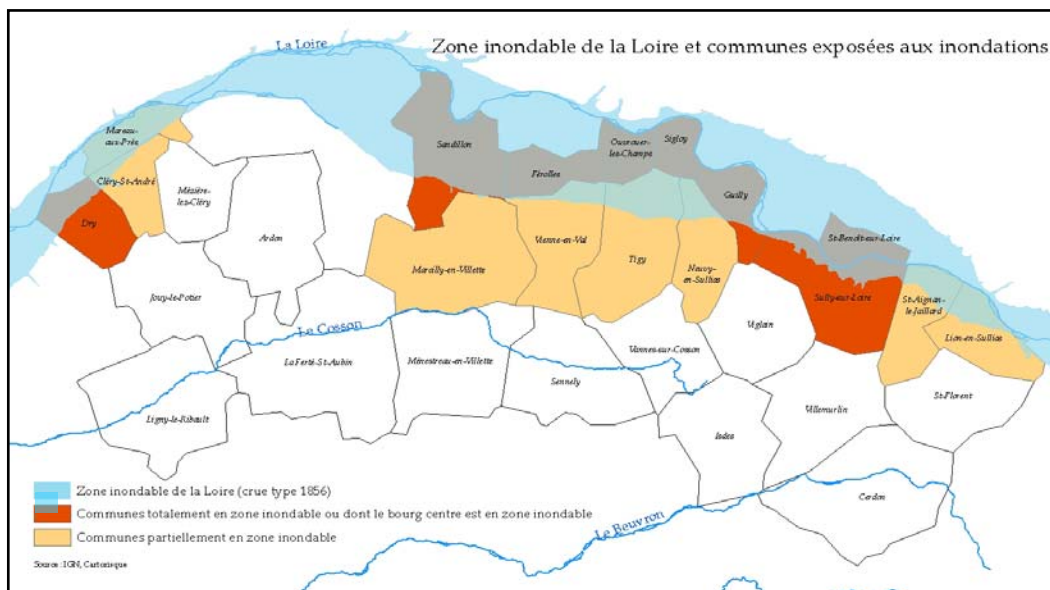 La Loire
Zone inondable de la Loire et communes exposées aux inondations
Mareau-
aux-Prés
Sandillon
Ouvrouer-
les-Champs
Sigloy
Férolles
Cléry-St-André
Mézière-
lez-Cléry
Guilly
Dry
Ardon
St-Benoît-sur-Loire
Vienne-en-Val
Marcilly-en-Villette
Tigy
Neuvy-
en-Sullias
Jouy-le-Potier
Sully-sur-Loire
St-Aignan-
le-Jaillard
Le Cosson
Viglain
Lion-en-Sullias
La Ferté-St-Aubin
Ménestreau-en-Villette
Vannes-sur-Cosson
Sennely
St-Florent
Ligny-le-Ribault
Villemurlin
Isdes
Cerdon
Le Beuvron
Zone inondable de la Loire (crue type 1856)
Communes totalement en zone inondable ou dont le bourg centre est en zone inondable
Communes partiellement en zone inondable
Source : IGN, Cartorisque